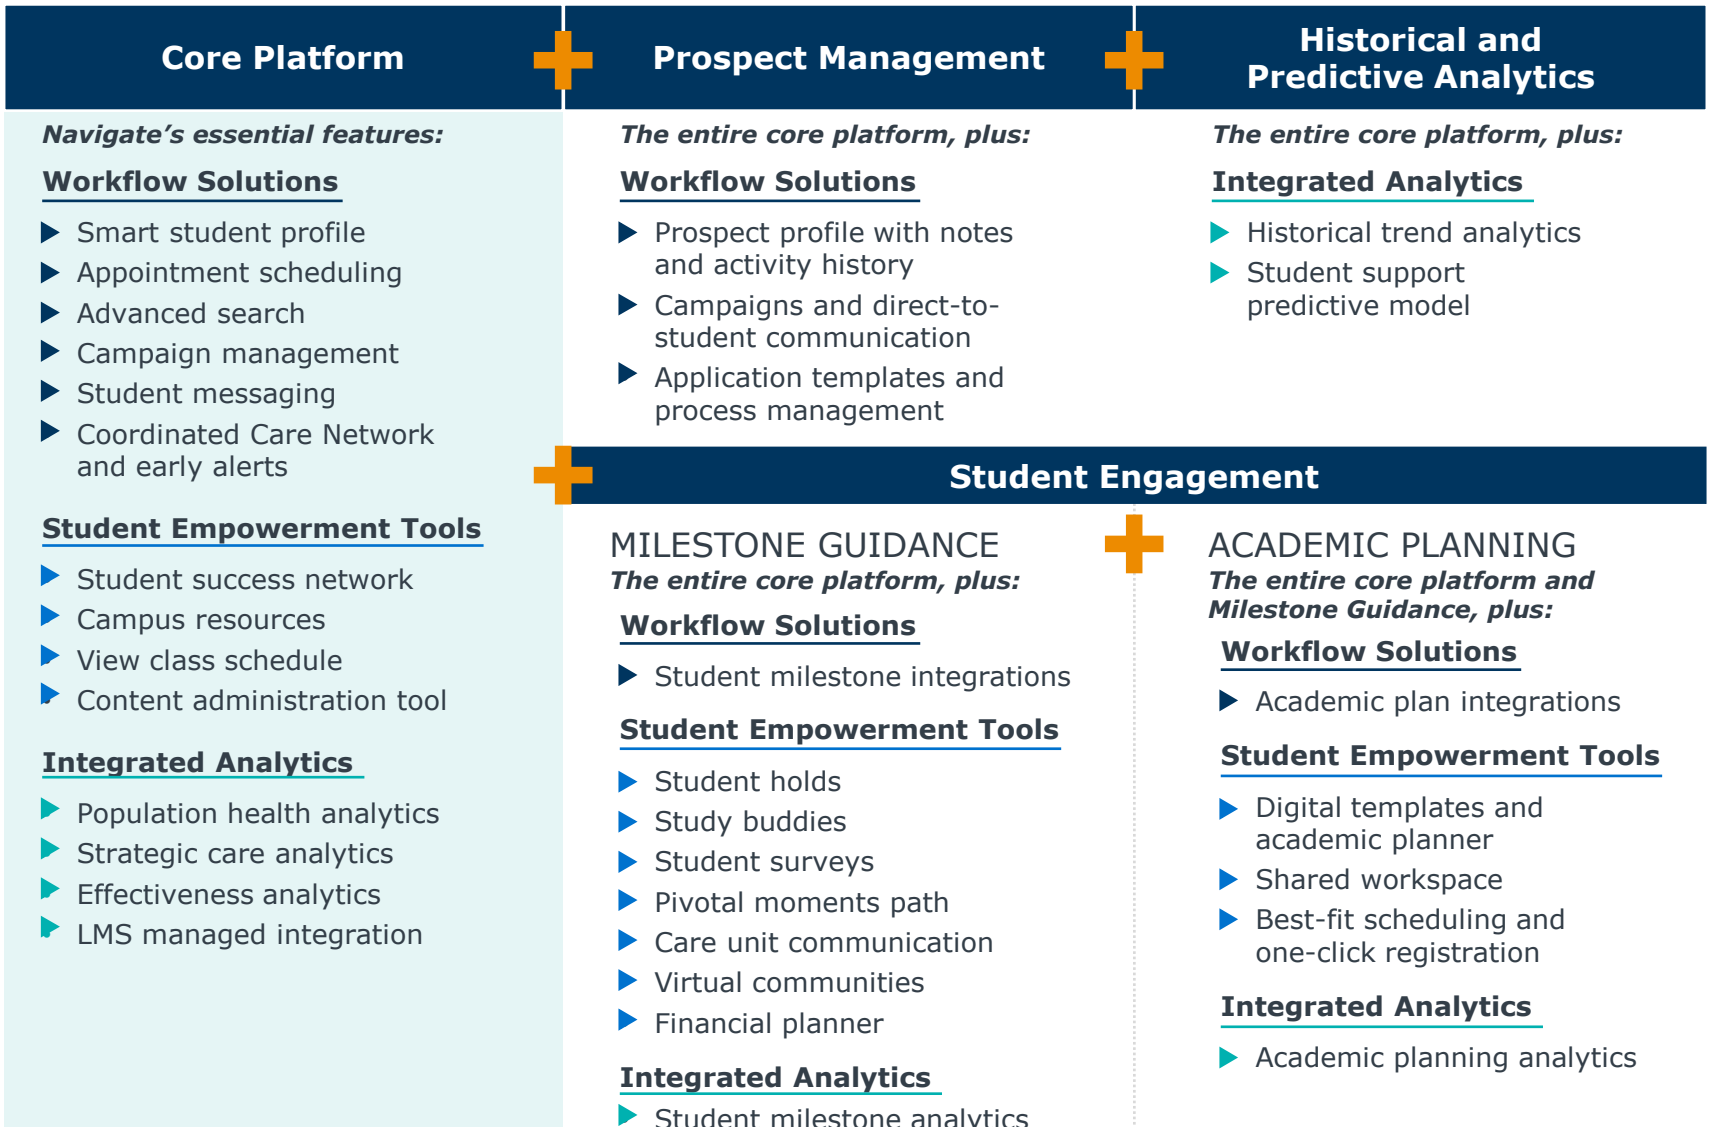 Core Platform
Navigate’s essential features:
Workflow Solutions
Smart student profile
Appointment scheduling
Advanced search
Campaign management
Student messaging
Coordinated Care Network
and early alerts
Student Empowerment Tools
Student success network
Campus resources
View class schedule
Content administration tool
Integrated Analytics
Population health analytics
Strategic care analytics
Effectiveness analytics
LMS managed integration
Prospect Management
The entire core platform, plus:
Workflow Solutions
Prospect profile with notes
and activity history
Campaigns and direct-to-
student communication
Application templates and
process management
Historical and
Predictive Analytics
The entire core platform, plus:
Integrated Analytics
Historical trend analytics
Student support
predictive model
Student Engagement
MILESTONE GUIDANCE
The entire core platform, plus:
Workflow Solutions
Student milestone integrations
Student Empowerment Tools
Student holds
Study buddies
Student surveys
Pivotal moments path
Care unit communication
Virtual communities
Financial planner
Integrated Analytics
Student milestone analytics
ACADEMIC PLANNING
The entire core platform and
Milestone Guidance, plus:
Workflow Solutions
Academic plan integrations
Student Empowerment Tools
Digital templates and
academic planner
Shared workspace
Best-fit scheduling and
one-click registration
Integrated Analytics
Academic planning analytics